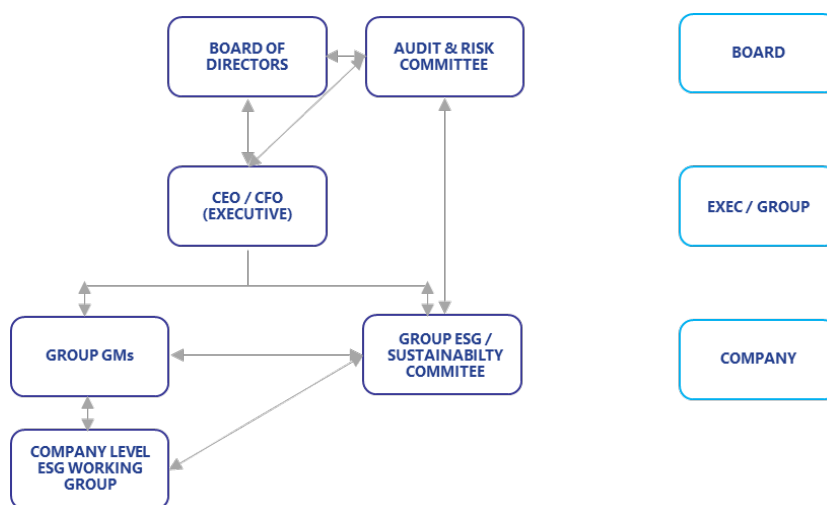 BOARD OF
DIRECTORS
AUDIT & RISK
COMMITTEE
BOARD
CEO / CFO
(EXECUTIVE)
EXEC / GROUP
GROUP GMs
GROUP ESG /
SUSTAINABILTY
COMMITEE
COMPANY
COMPANY LEVEL
ESG WORKING
GROUP